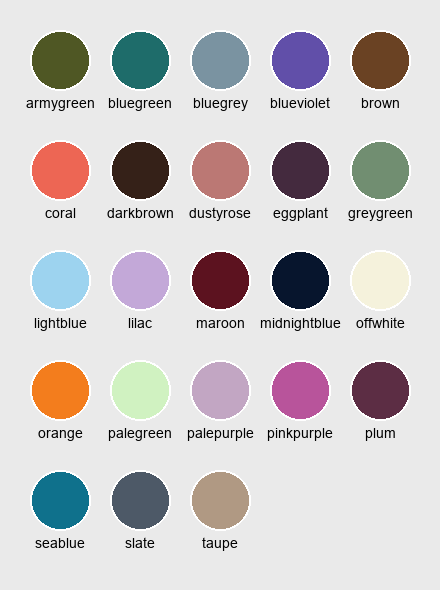 armygreen bluegreen bluegrey blueviolet brown
coral darkbrown dustyrose eggplant greygreen
lightblue lilac maroon midnightblue offwhite
orange palegreen palepurple pinkpurple plum
seablue slate taupe